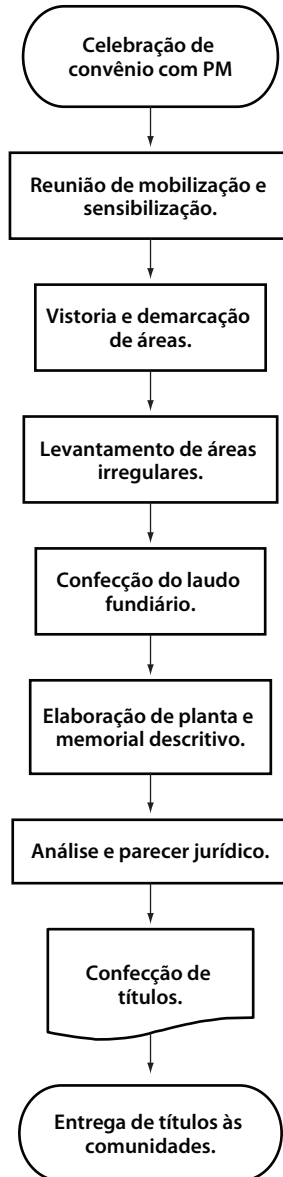 Celebração de
convênio com PM
Reunião de mobilização e
sensibilização.
Vistoria e demarcação
de áreas.
Levantamento de áreas
irregulares.
Confecção do laudo
fundiário.
Elaboração de planta e
memorial descritivo.
Análise e parecer jurídico.
Confecção de
títulos.
Entrega de títulos às
comunidades.